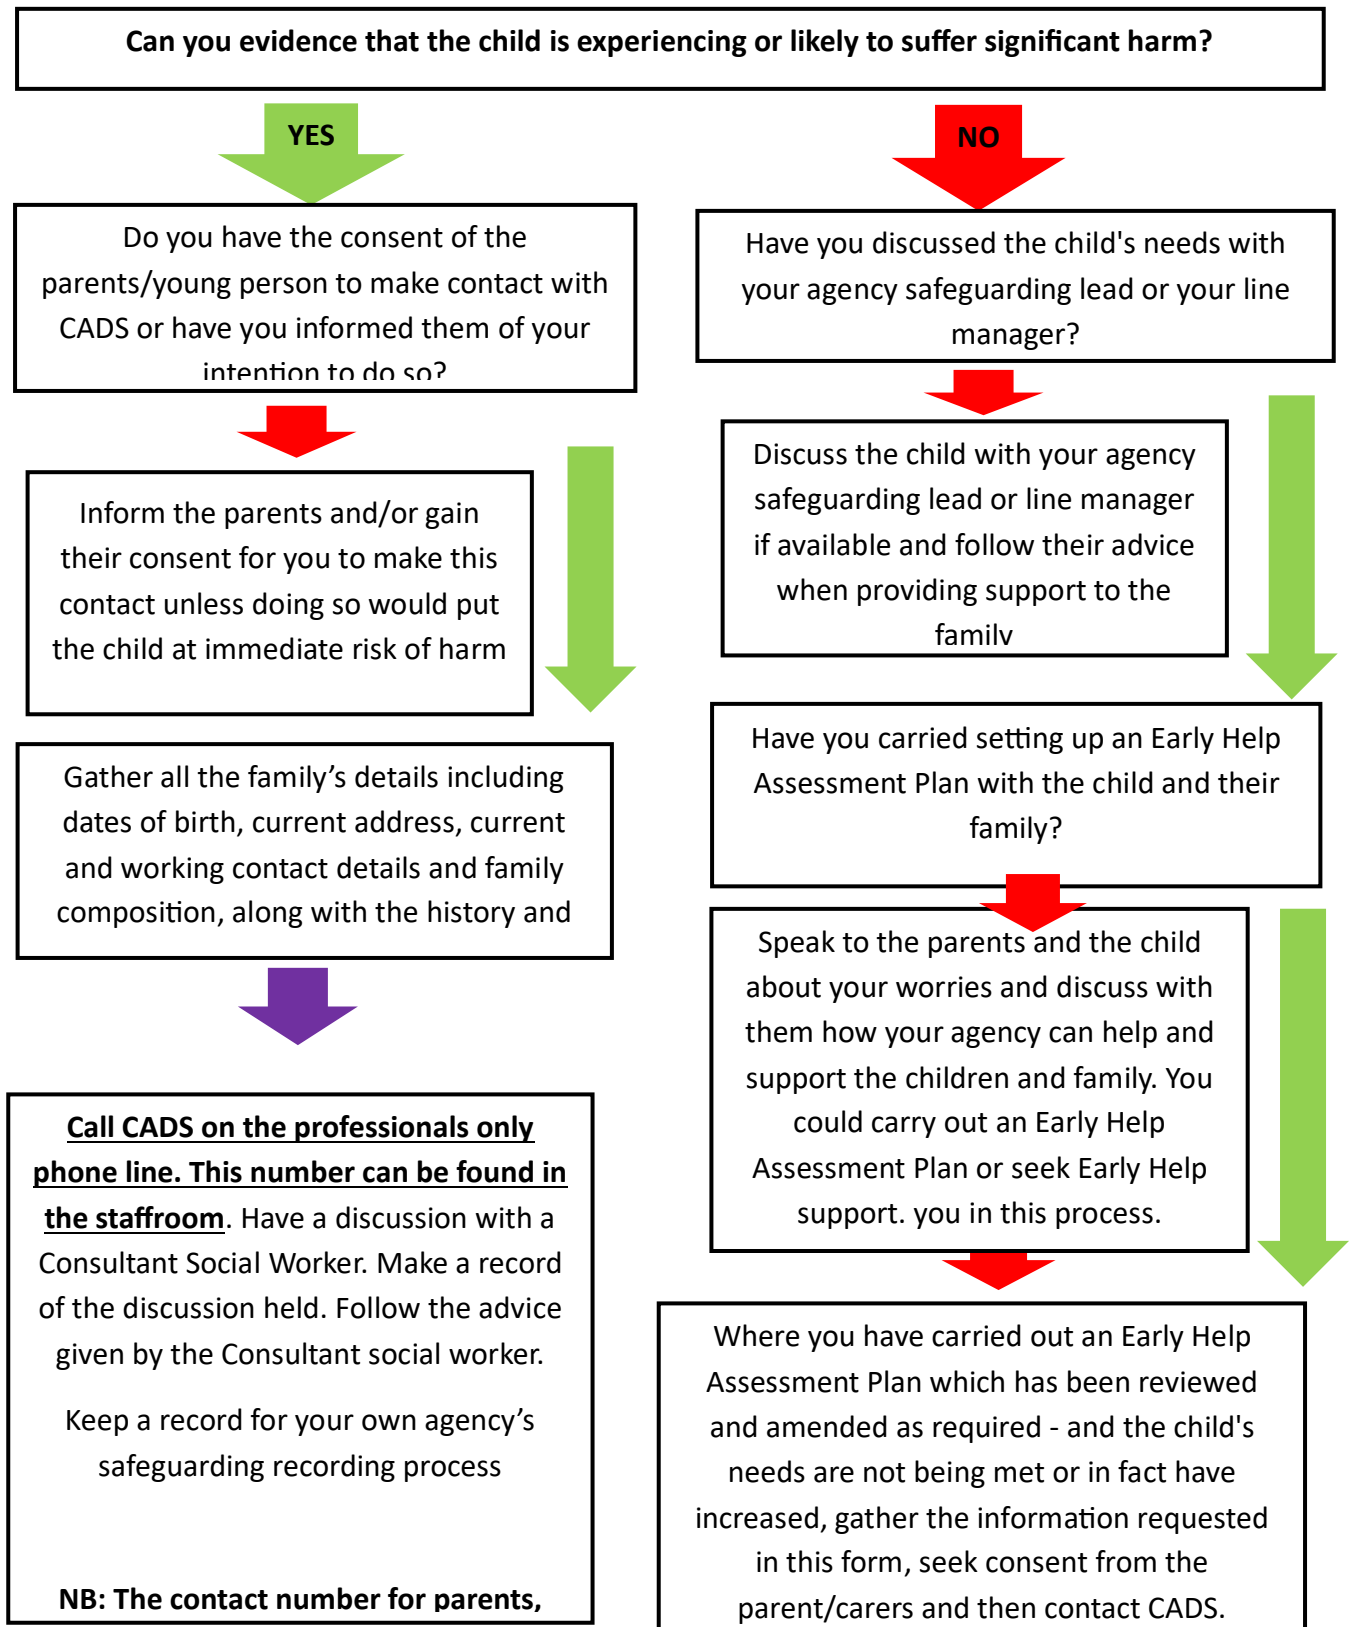 Can you evidence that the child is experiencing or likely to suffer significant harm?
YES
NO
Do you have the consent of the
parents/young person to make contact with
CADS or have you informed them of your
intention to do so?
Inform the parents and/or gain
their consent for you to make this
contact unless doing so would put
the child at immediate risk of harm
Gather all the family’s details including
dates of birth, current address, current
and working contact details and family
composition, along with the history and
Call CADS on the professionals only
phone line. This number can be found in
the staffroom. Have a discussion with a
Consultant Social Worker. Make a record
of the discussion held. Follow the advice
given by the Consultant social worker.
Keep a record for your own agency’s
safeguarding recording process
NB: The contact number for parents,
Have you discussed the child's needs with
your agency safeguarding lead or your line
manager?
Discuss the child with your agency
safeguarding lead or line manager
if available and follow their advice
when providing support to the
family
Have you carried setting up an Early Help
Assessment Plan with the child and their
family?
Speak to the parents and the child
about your worries and discuss with
them how your agency can help and
support the children and family. You
could carry out an Early Help
Assessment Plan or seek Early Help
support. you in this process.
Where you have carried out an Early Help
Assessment Plan which has been reviewed
and amended as required - and the child's
needs are not being met or in fact have
increased, gather the information requested
in this form, seek consent from the
parent/carers and then contact CADS.